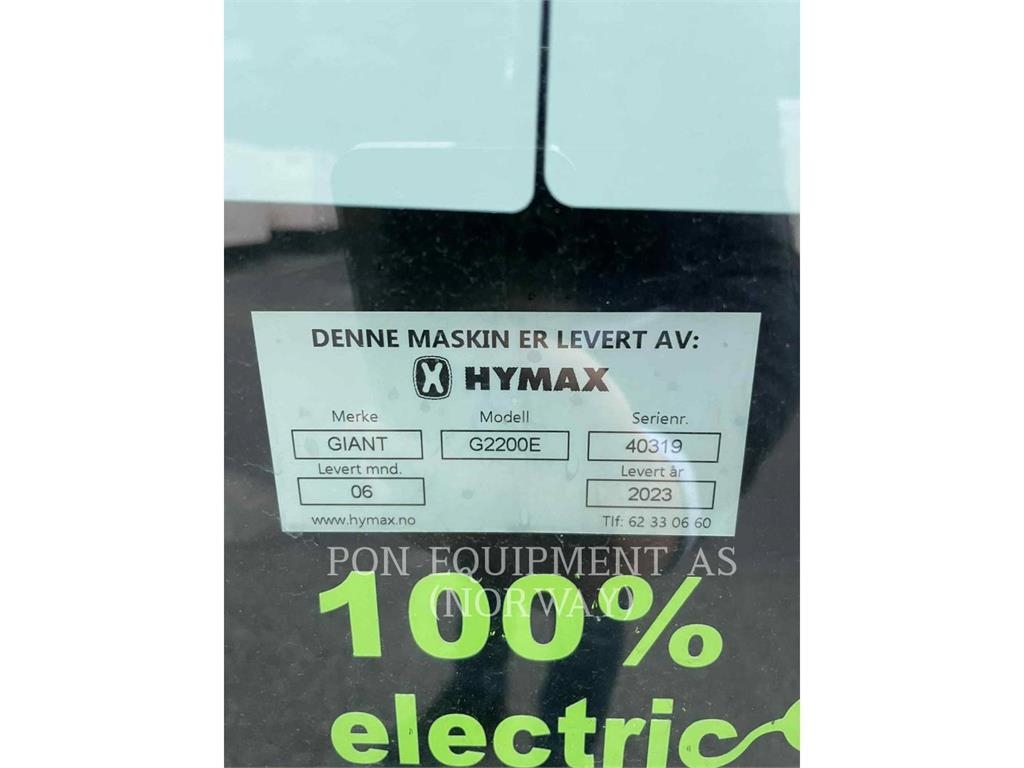 DENNE MASKIN ER LEVERT AV:
HYMAX
Merke Modell Serienr.
GIANT G2200E 40319
Levert mnd. Levert år
06 2023
www.hymax.no Tlf: 62 33 06 60
PON EQUIPMENT AS
(NORWAY)
100%
electric